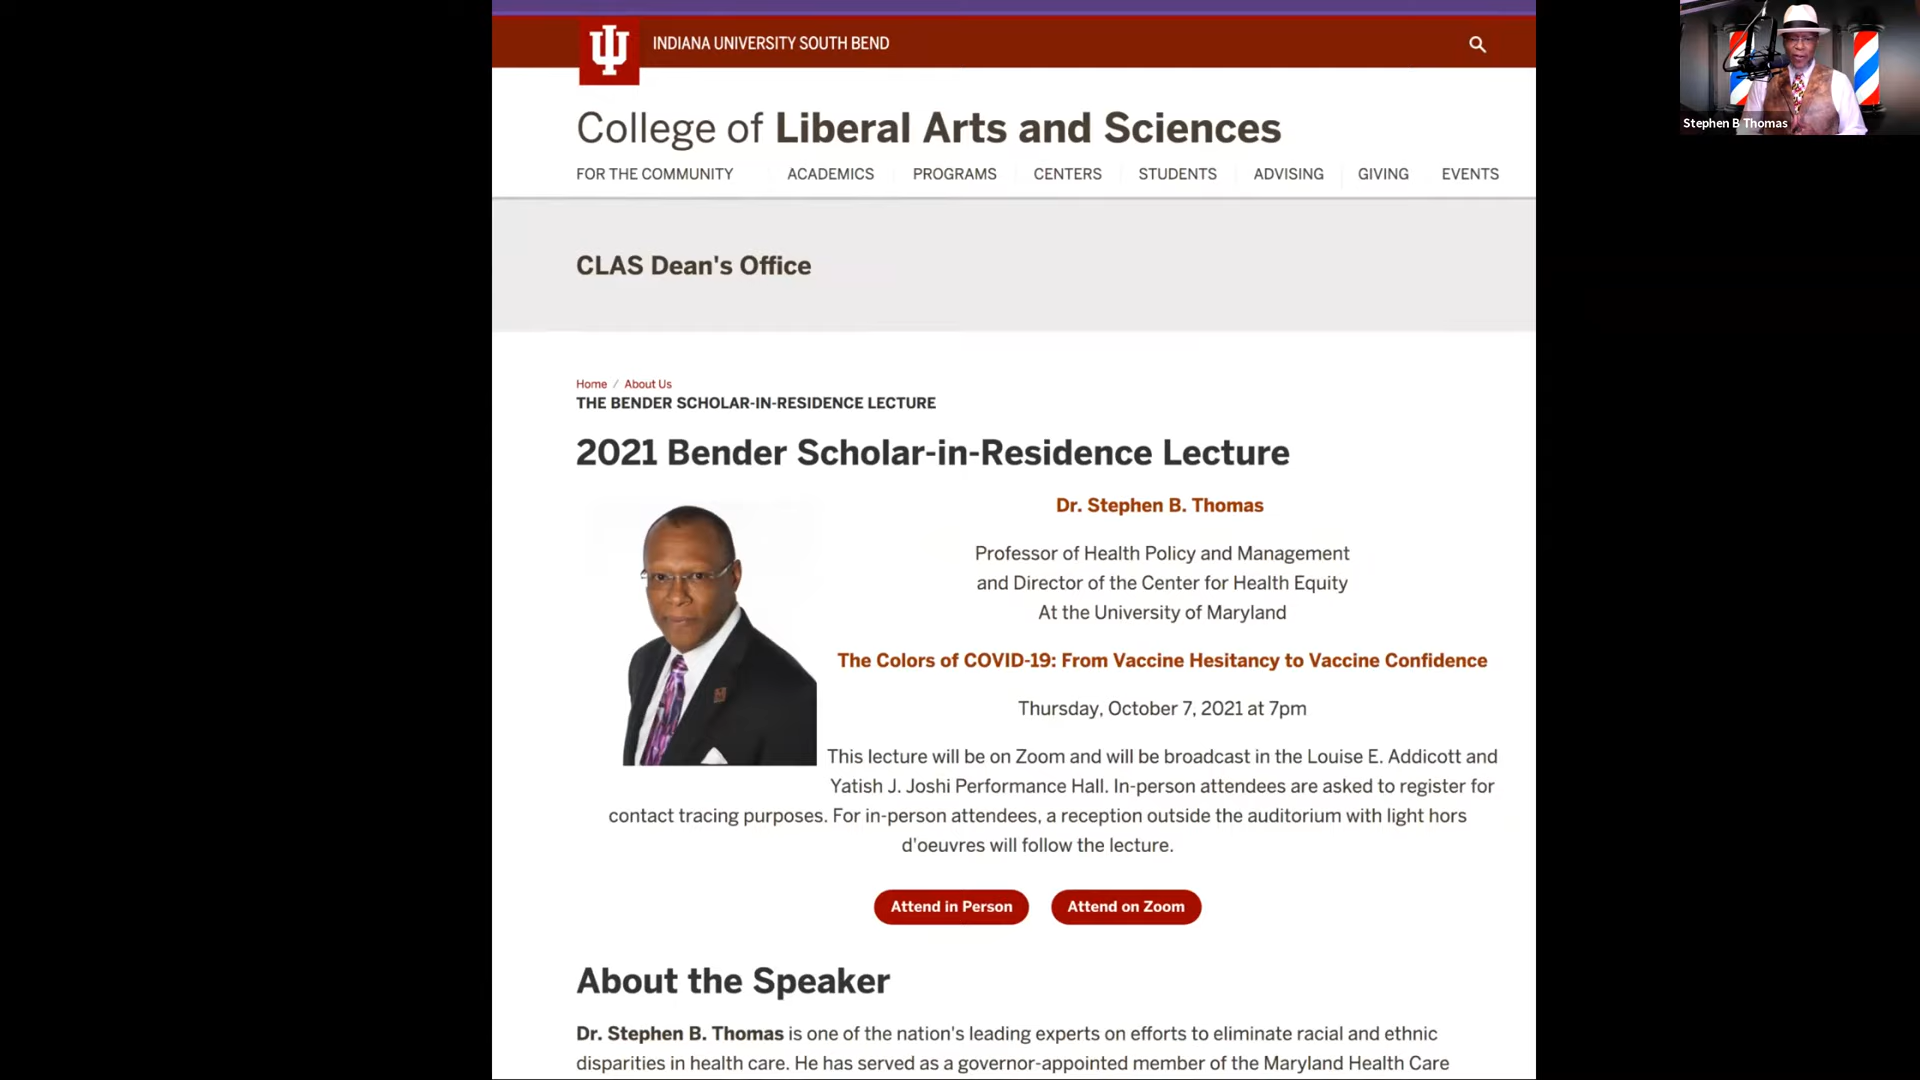 INDIANA UNIVERSITY SOUTH BEND
College of Liberal Arts and Sciences
FOR THE COMMUNITY ACADEMICS PROGRAMS CENTERS STUDENTS ADVISING GIVING EVENTS
CLAS Dean's Office
Home / About Us
THE BENDER SCHOLAR-IN-RESIDENCE LECTURE
2021 Bender Scholar-in-Residence Lecture
Dr. Stephen B. Thomas
Professor of Health Policy and Management
and Director of the Center for Health Equity
At the University of Maryland
The Colors of COVID-19: From Vaccine Hesitancy to Vaccine Confidence
Thursday, October 7, 2021 at 7pm
This lecture will be on Zoom and will be broadcast in the Louise E. Addicott and
Yatish J. Joshi Performance Hall. In-person attendees are asked to register for
contact tracing purposes. For in-person attendees, a reception outside the auditorium with light hors
d'oeuvres will follow the lecture.
Attend in Person Attend on Zoom
About the Speaker
Dr. Stephen B. Thomas is one of the nation's leading experts on efforts to eliminate racial and ethnic
disparities in health care. He has served as a governor-appointed member of the Maryland Health Care
Stephen B Thomas